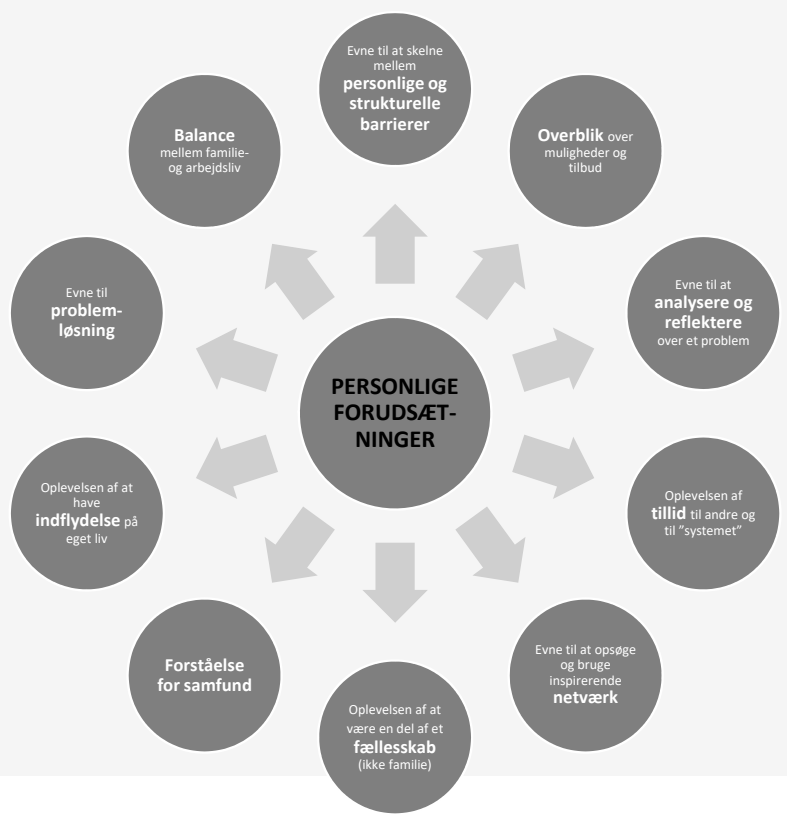 Evne til at skelne
mellem
personlige og
strukturelle
barrierer
Overblik over
muligheder og
tilbud
Evne til at
analysere og
reflektere
over et problem
Oplevelsen af
tillid til andre og
til ”systemet”
Evne til at opsøge
og bruge
inspirerende
netværk
Oplevelsen af at
være en del af et
fællesskab
(ikke familie)
Forståelse
for samfund
Oplevelsen af at
have
indflydelse på
eget liv
Evne til
problem-
løsning
Balance
mellem familie-
og arbejdsliv
PERSONLIGE
FORUDSÆT-
NINGER